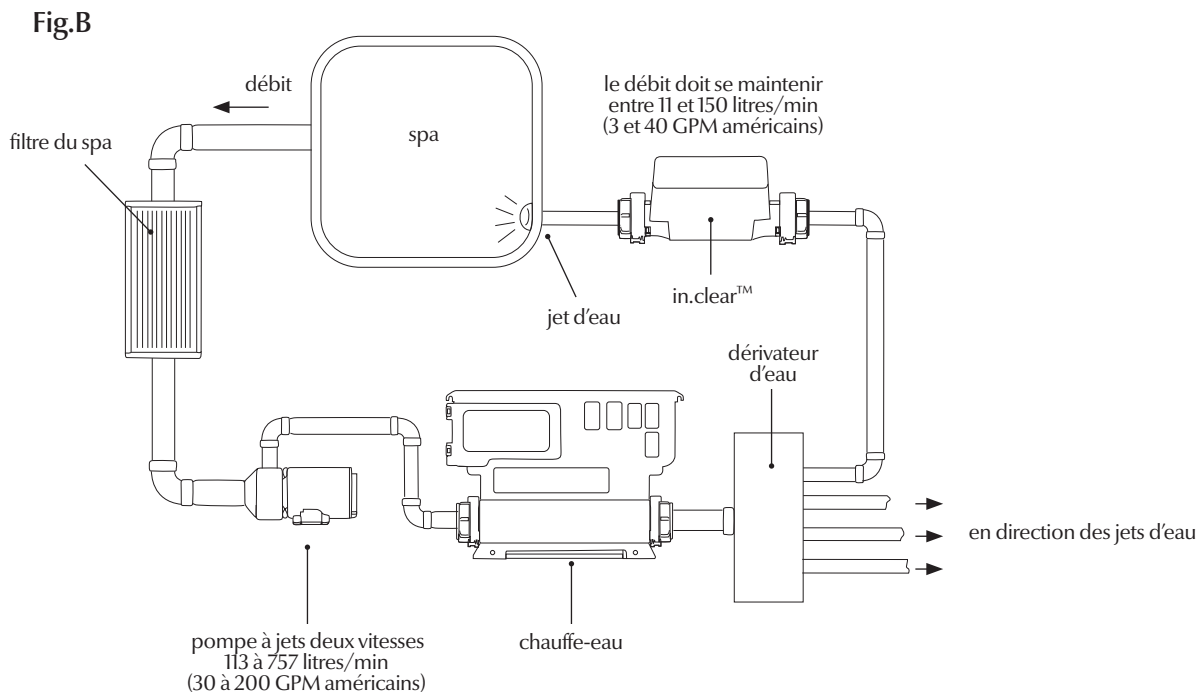 Fig.B
débit
filtre du spa
spa
le débit doit se maintenir
entre 11 et 150 litres/min
(3 et 40 GPM américains)
in.clear™
jet d'eau
dérivateur
d'eau
en direction des jets d'eau
pompe à jets deux vitesses
113 à 757 litres/min
(30 à 200 GPM américains)
chauffe-eau